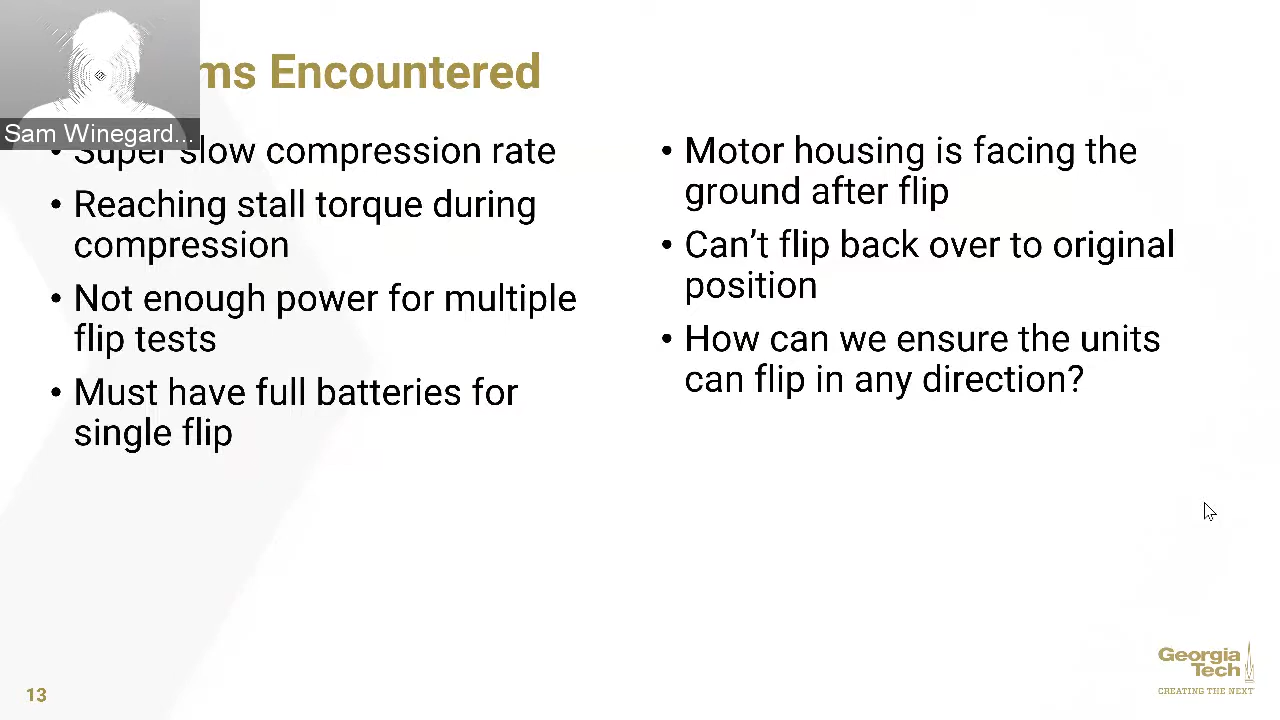 ms Encountered
Sam Winegard...
• Super slow compression rate
• Reaching stall torque during
compression
• Not enough power for multiple
flip tests
• Must have full batteries for
single flip
• Motor housing is facing the
ground after flip
• Can’t flip back over to original
position
• How can we ensure the units
can flip in any direction?
Georgia
Tech
CREATING THE NEXT
13